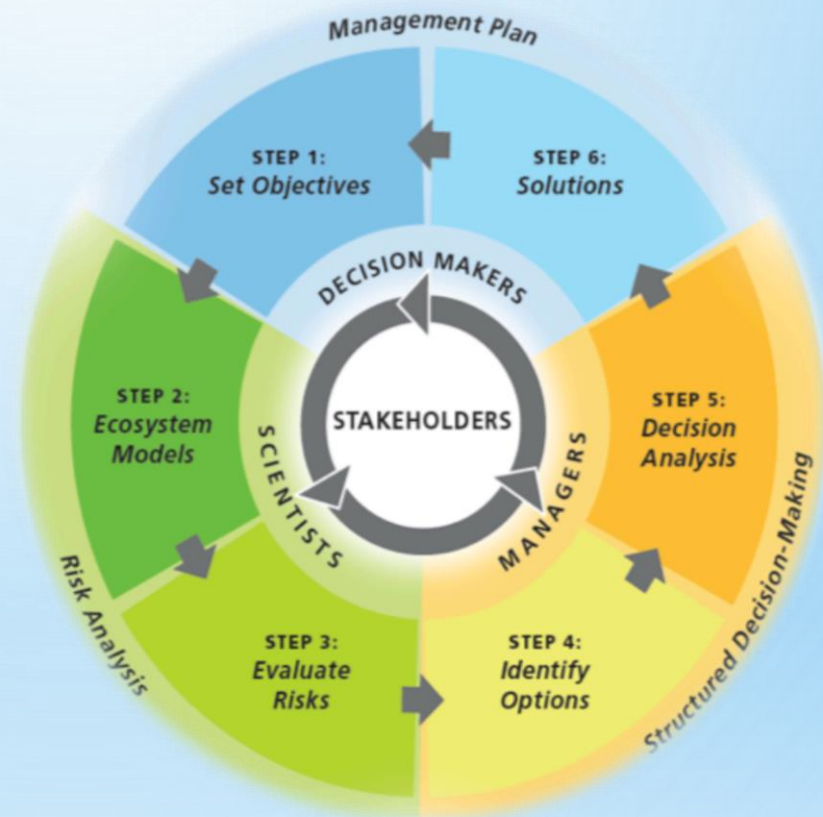 Management Plan
STEP 1:
Set Objectives
STEP 6:
Solutions
DECISION MAKERS
STEP 2:
Ecosystem
Models
STAKEHOLDERS
STEP 5:
Decision
Analysis
SCIENTISTS
MANAGERS
Risk Analysis
STEP 3:
Evaluate
Risks
STEP 4:
Identify
Options
Structured Decision-Making